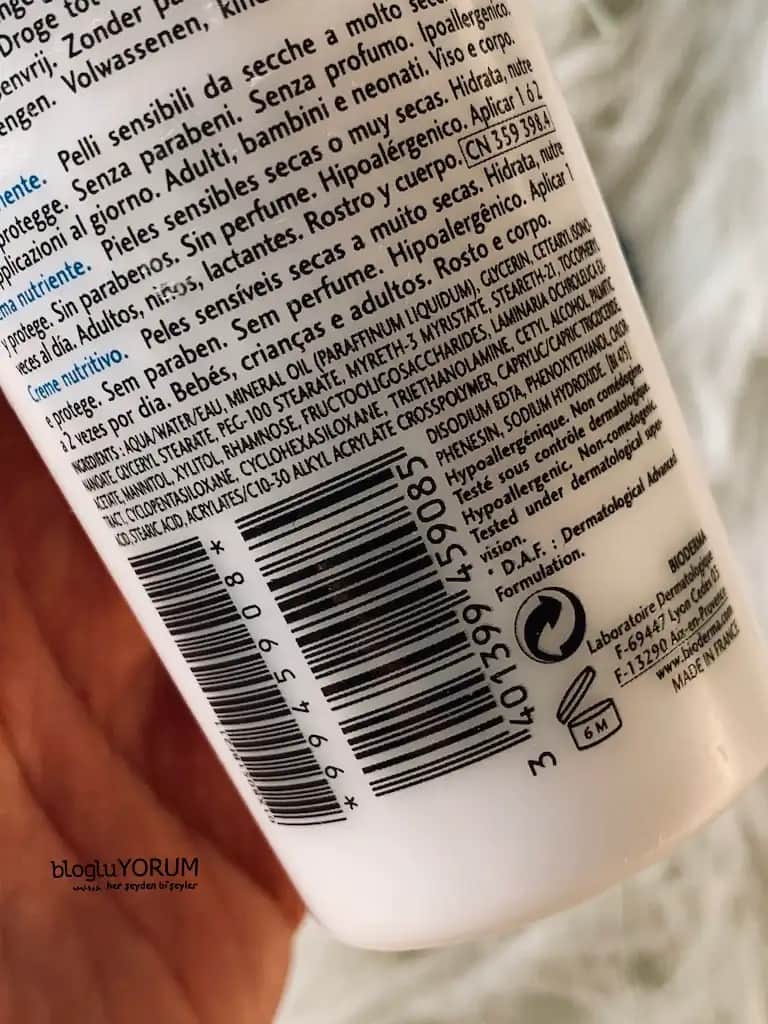 Droge
envrij. Zonder
engen. Volwassenen,
Pelli sensibili da secche a molto
protegge. Senza parabeni. Senza profumo. Ipoallergenico.
applicazioni al giorno. Adulti, bambini e neonati. Viso e corpo.
nutriente. Pieles sensibles secas o muy secas. Hidrata, nutre
y protege. Sin parabenos. Sin perfume. Hipoalérgenico. Aplicar 1 ó 2
veces al día. Adultos, niños, lactantes. Rostro y cuerpo. CN 359 398.4
Creme nutritivo. Peles sensíveis secas a muito secas. Hidrata, nutre
e protege. Sem paraben. Sem perfume. Hipoalergênico. Aplicar 1
a 2 vezes por dia. Bebés, crianças e adultos. Rosto e corpo.
INGREDIENTS : AQUA/WATER/EAU, MINERAL OIL (PARAFFINUM LIQUIDUM), GLYCERIN, CETEARYL ISONO-
NANOATE, GLYCERYL STEARATE, PEG-100 STEARATE, MYRETH-3 MYRISTATE, STEARETH-21, TOCOPHERYL
ACETATE, MANNITOL, XYLITOL, RHAMNOSE, FRUCTOOLIGOSACCHARIDES, LAMINARIA OCHROLEUCA EX-
TRACT, CYCLOPENTASILOXANE, CYCLOHEXASILOXANE, TRIETHANOLAMINE, CETYL ALCOHOL, PALMITIC
ACID, STEARIC ACID, ACRYLATES/C10-30 ALKYL ACRYLATE CROSSPOLYMER, CAPRYLIC/CAPRIC TRIGLYCERIDE
DISODIUM EDTA, PHENOXYETHANOL, CHLOR
PHENESIN, SODIUM HYDROXIDE. [BI 475]
Hypoallergénique. Non comédogène.
Testé sous contrôle dermatologique.
Hypoallergenic. Non-comedogenic.
Tested under dermatological super-
vision.
* D.A.F. : Dermatological Advanced
Formulation.
BIODERMA
Laboratoire Dermatologique
F-69447 Lyon Cedex 03
F-13290 Aix-en-Provence
www.bioderma.com
MADE IN FRANCE
6 M
3 401399 459085
*9945908*
blogluYORUM
her şeyden bi'şeyler